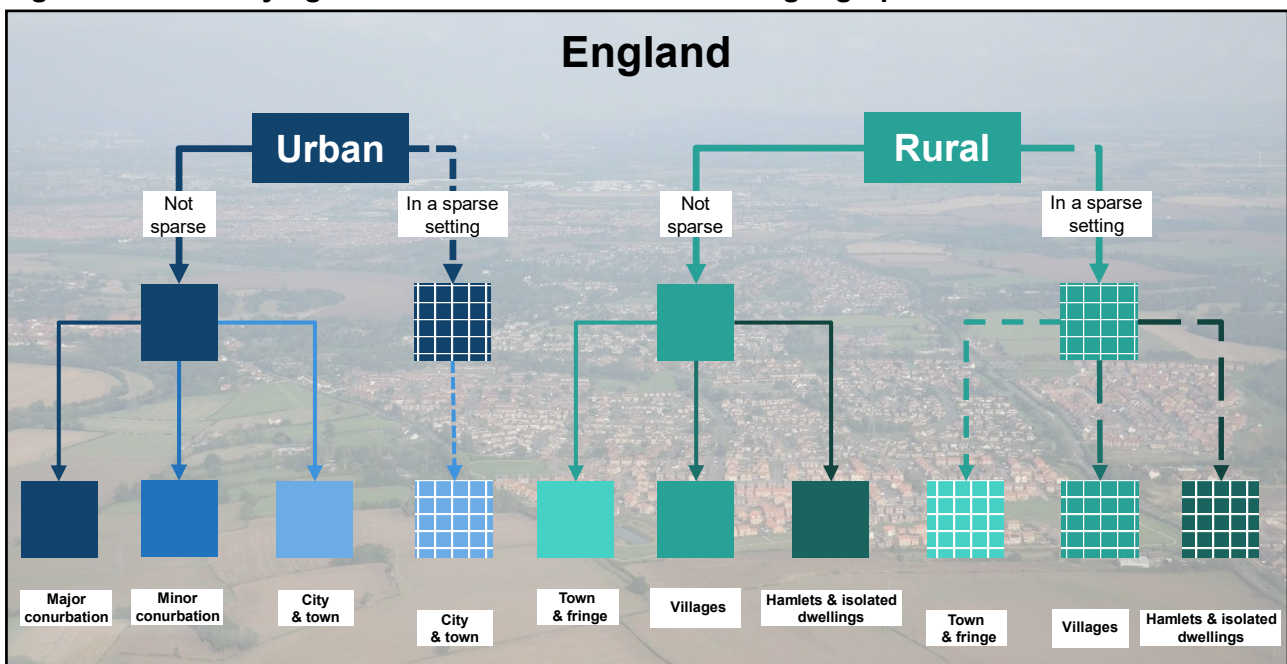 England
Urban
Rural
Not
sparse
In a sparse
setting
Not
sparse
In a sparse
setting
Major
conurbation
Minor
conurbation
City
& town
City
& town
Town
& fringe
Villages
Hamlets & isolated
dwellings
Town
& fringe
Villages
Hamlets & isolated
dwellings